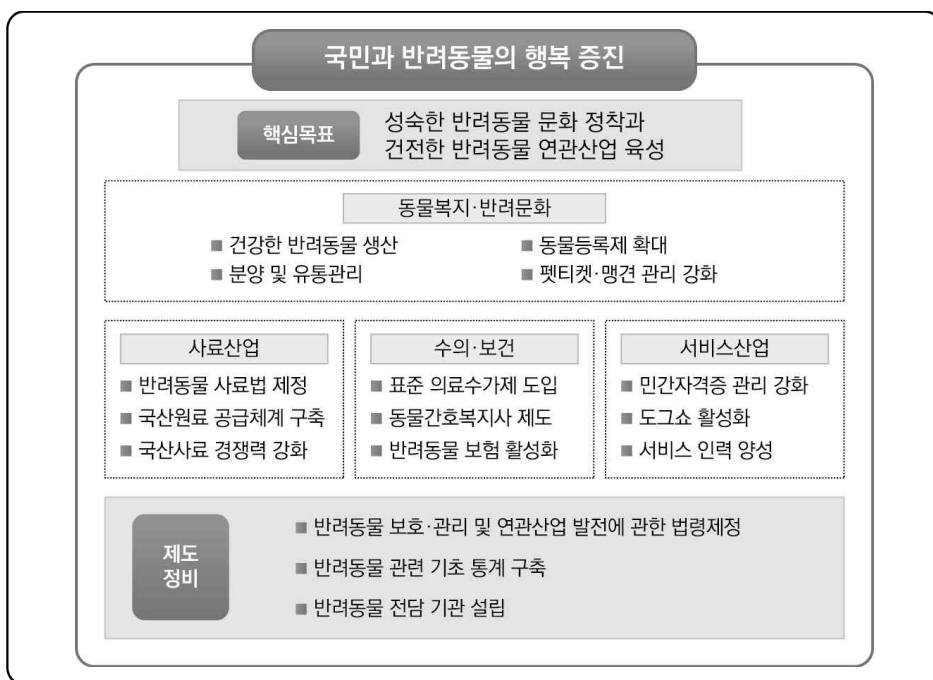 국민과 반려동물의 행복 증진
핵심목표
성숙한 반려동물 문화 정착과
건전한 반려동물 연관산업 육성
동물복지·반려문화
■ 건강한 반려동물 생산
■ 동물등록제 확대
■ 분양 및 유통관리
■ 펫티켓·맹견 관리 강화
사료산업
■ 반려동물 사료법 제정
■ 국산원료 공급체계 구축
■ 국산사료 경쟁력 강화
수의·보건
■ 표준 의료수가제 도입
■ 동물간호복지사 제도
■ 반려동물 보험 활성화
서비스산업
■ 민간자격증 관리 강화
■ 도그쇼 활성화
■ 서비스 인력 양성
제도
정비
■ 반려동물 보호·관리 및 연관산업 발전에 관한 법령제정
■ 반려동물 관련 기초 통계 구축
■ 반려동물 전담 기관 설립